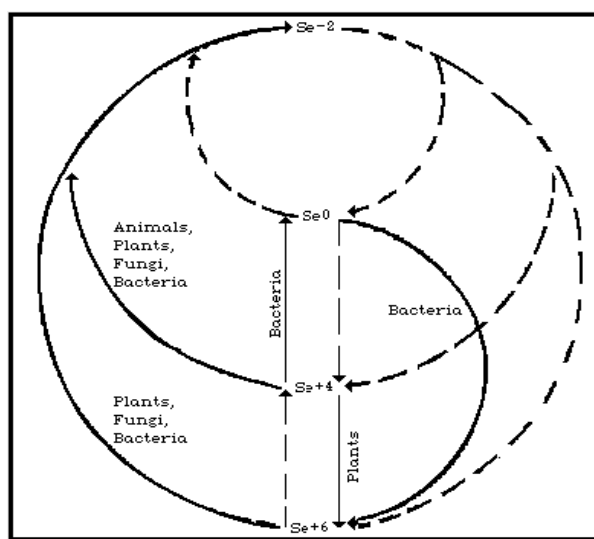 Se-2
Se0
Animals,
Plants,
Fungi,
Bacteria
Bacteria
Bacteria
Se+4
Plants,
Fungi,
Bacteria
Plants
Se+6